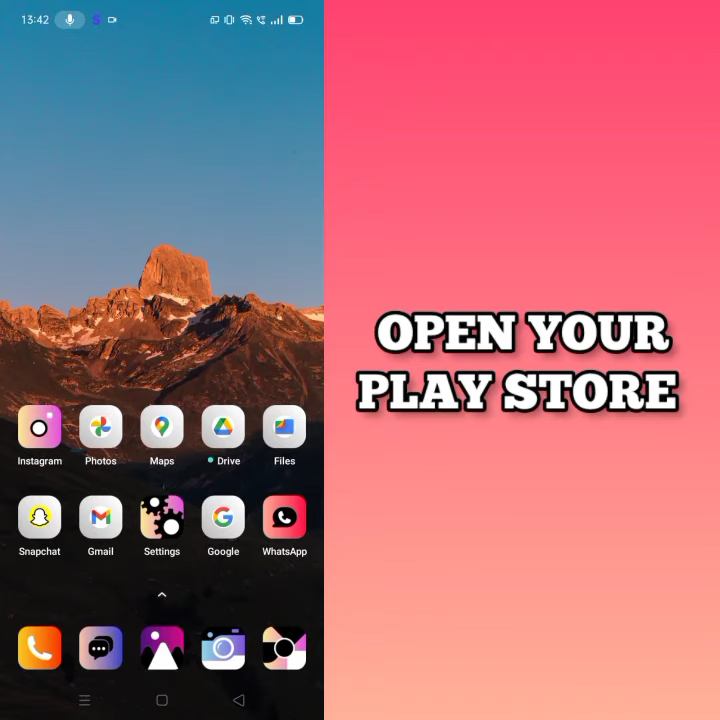 13:42
Instagram
Photos
Maps
Drive
Files
Snapchat
Gmail
Settings
Google
WhatsApp
OPEN YOUR
PLAY STORE